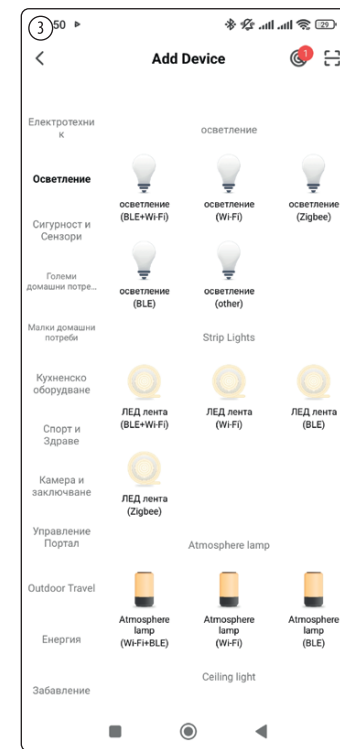 3
50
29
Add Device
1
Електротехни
к
Осветление
Сигурност и
Сензори
Големи
домашни потре...
Малки домашни
потреби
Кухненско
оборудване
Спорт и
Здраве
Камера и
заключване
Управление
Портал
Outdoor Travel
Енергия
Забавление
осветление
осветление
(BLE+Wi-Fi)
осветление
(Wi-Fi)
осветление
(Zigbee)
осветление
(BLE)
осветление
(other)
Strip Lights
ЛЕД лента
(BLE+Wi-Fi)
ЛЕД лента
(Wi-Fi)
ЛЕД лента
(BLE)
ЛЕД лента
(Zigbee)
Atmosphere lamp
Atmosphere
lamp
(Wi-Fi+BLE)
Atmosphere
lamp
(Wi-Fi)
Atmosphere
lamp
(BLE)
Ceiling light